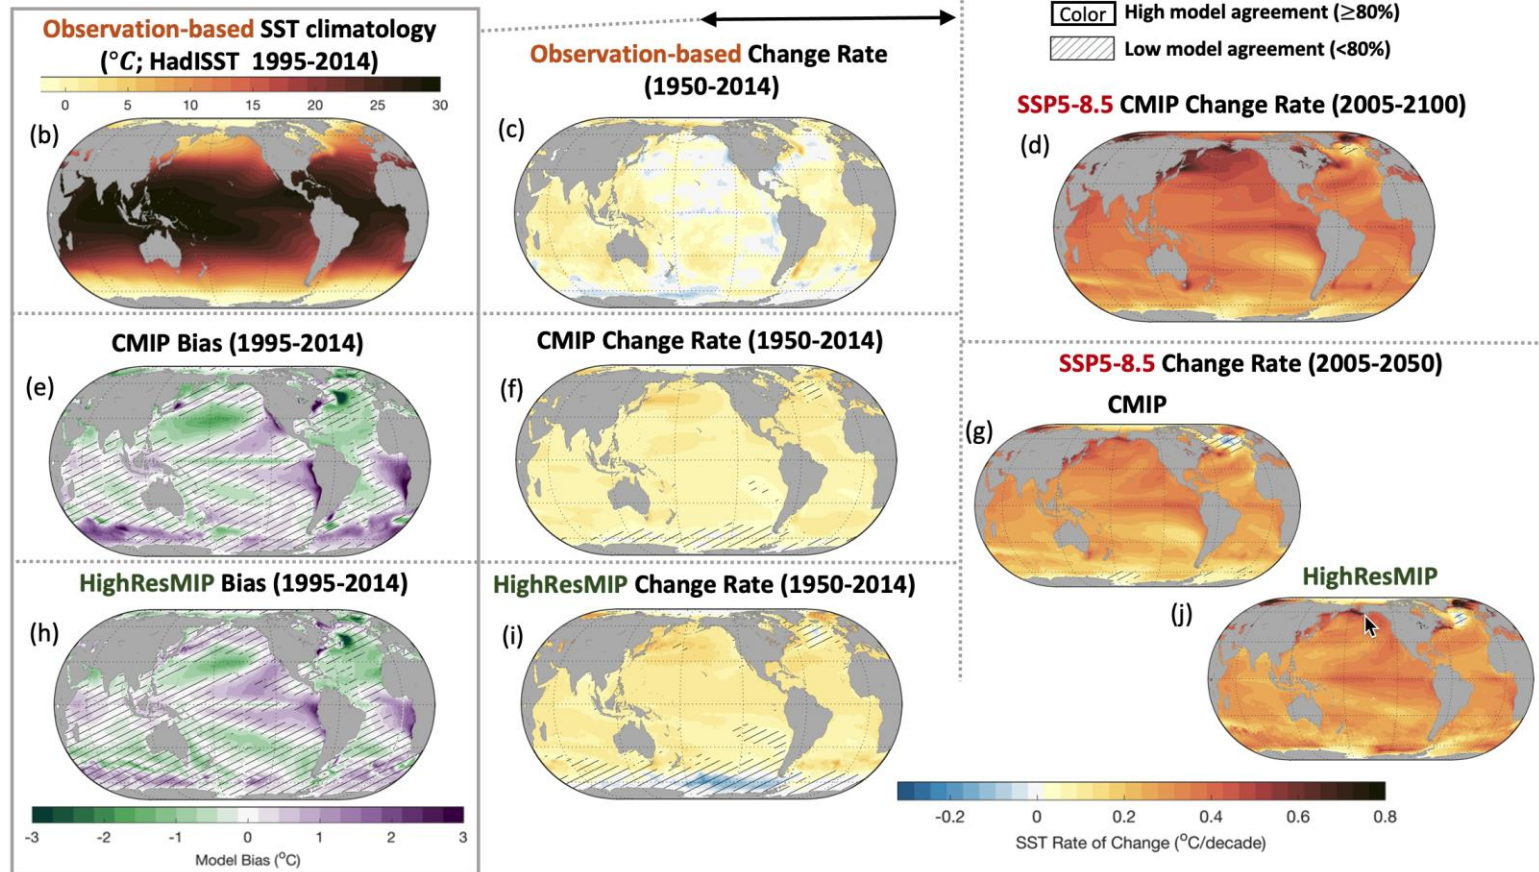 Observation-based SST climatology
(°C; HadISST 1995-2014)
0 5 10 15 20 25 30
(b)
Observation-based Change Rate
(1950-2014)
(c)
Color High model agreement (≥80%)
Low model agreement (<80%)
SSP5-8.5 CMIP Change Rate (2005-2100)
(d)
CMIP Bias (1995-2014)
(e)
CMIP Change Rate (1950-2014)
(f)
SSP5-8.5 Change Rate (2005-2050)
CMIP
(g)
HighResMIP Bias (1995-2014)
(h)
HighResMIP Change Rate (1950-2014)
(i)
HighResMIP
(j)
-3 -2 -1 0 1 2 3
Model Bias (°C)
-0.2 0 0.2 0.4 0.6 0.8
SST Rate of Change (°C/decade)